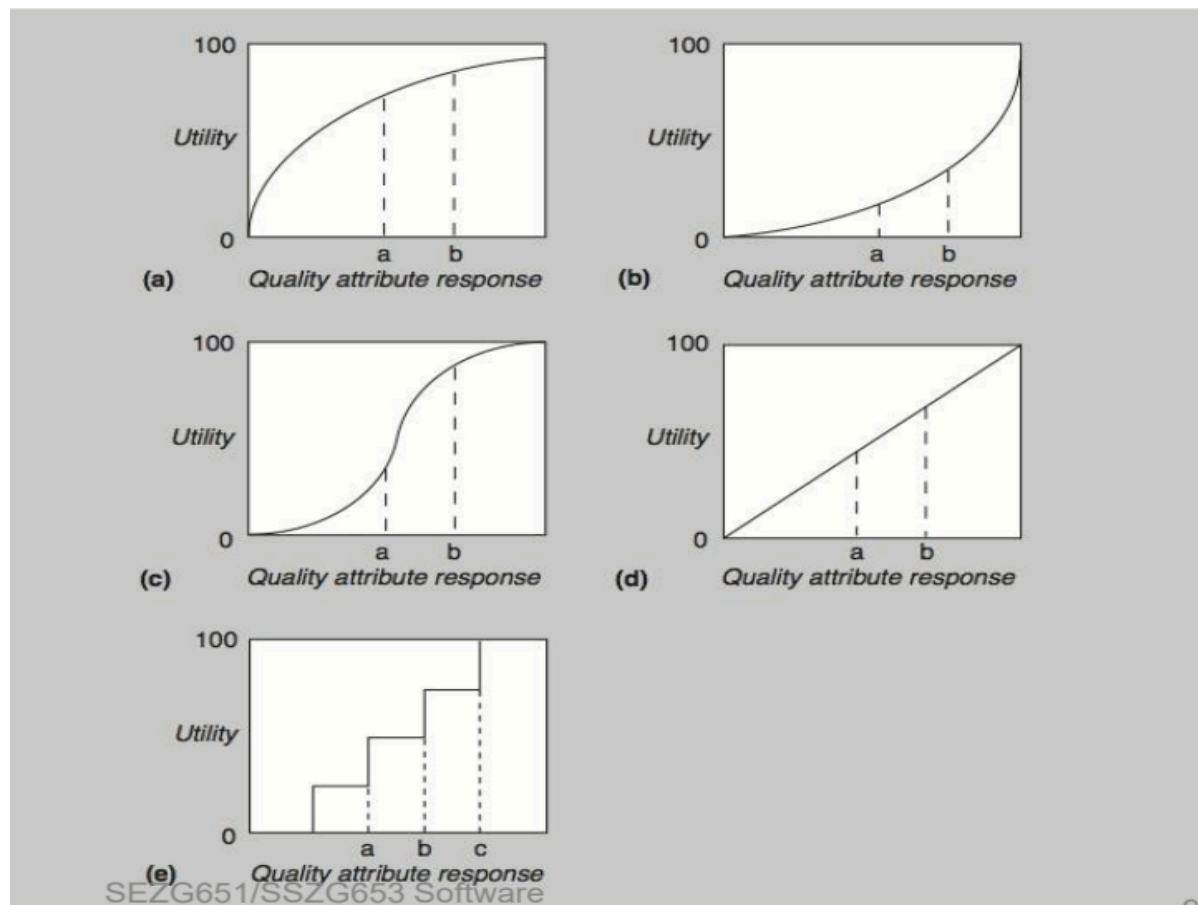 100
Utility
0
a b
(a) Quality attribute response
100
Utility
0
a b
(b) Quality attribute response
100
Utility
0
a b
(c) Quality attribute response
100
Utility
0
a b
(d) Quality attribute response
100
Utility
0
a b c
(e) Quality attribute response
SEZG651/SSZG653 Software